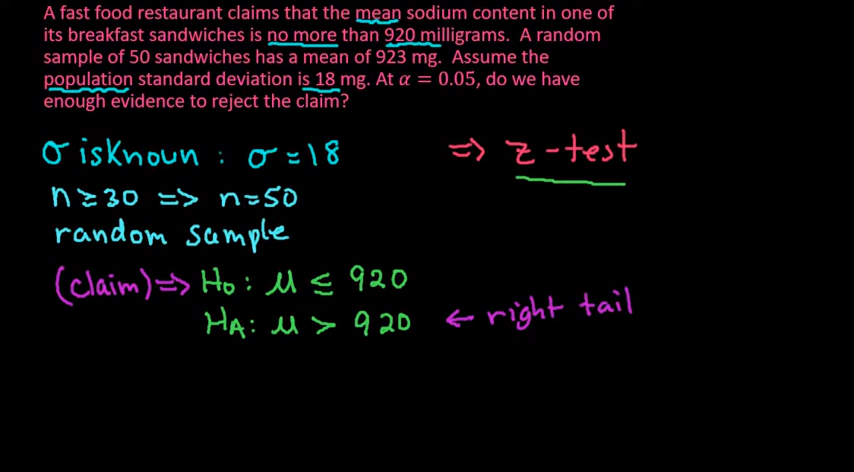 A fast food restaurant claims that the mean sodium content in one of
its breakfast sandwiches is no more than 920 milligrams. A random
sample of 50 sandwiches has a mean of 923 mg. Assume the
population standard deviation is 18 mg. At α = 0.05, do we have
enough evidence to reject the claim?
σ is Known : σ = 18 ⇒ z-test
n ≥ 30 ⇒ n = 50
random sample
(claim) ⇒ H₀ : μ ≤ 920
H_A : μ > 920 ← right tail